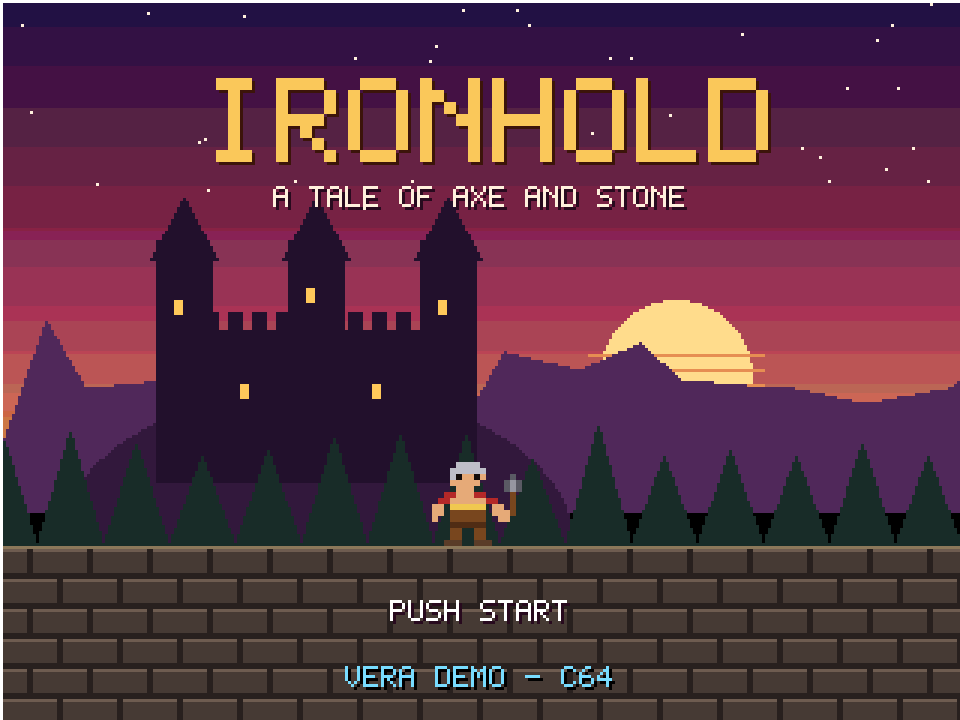 IRONHOLD
A TALE OF AXE AND STONE
PUSH START
VERA DEMO - C64